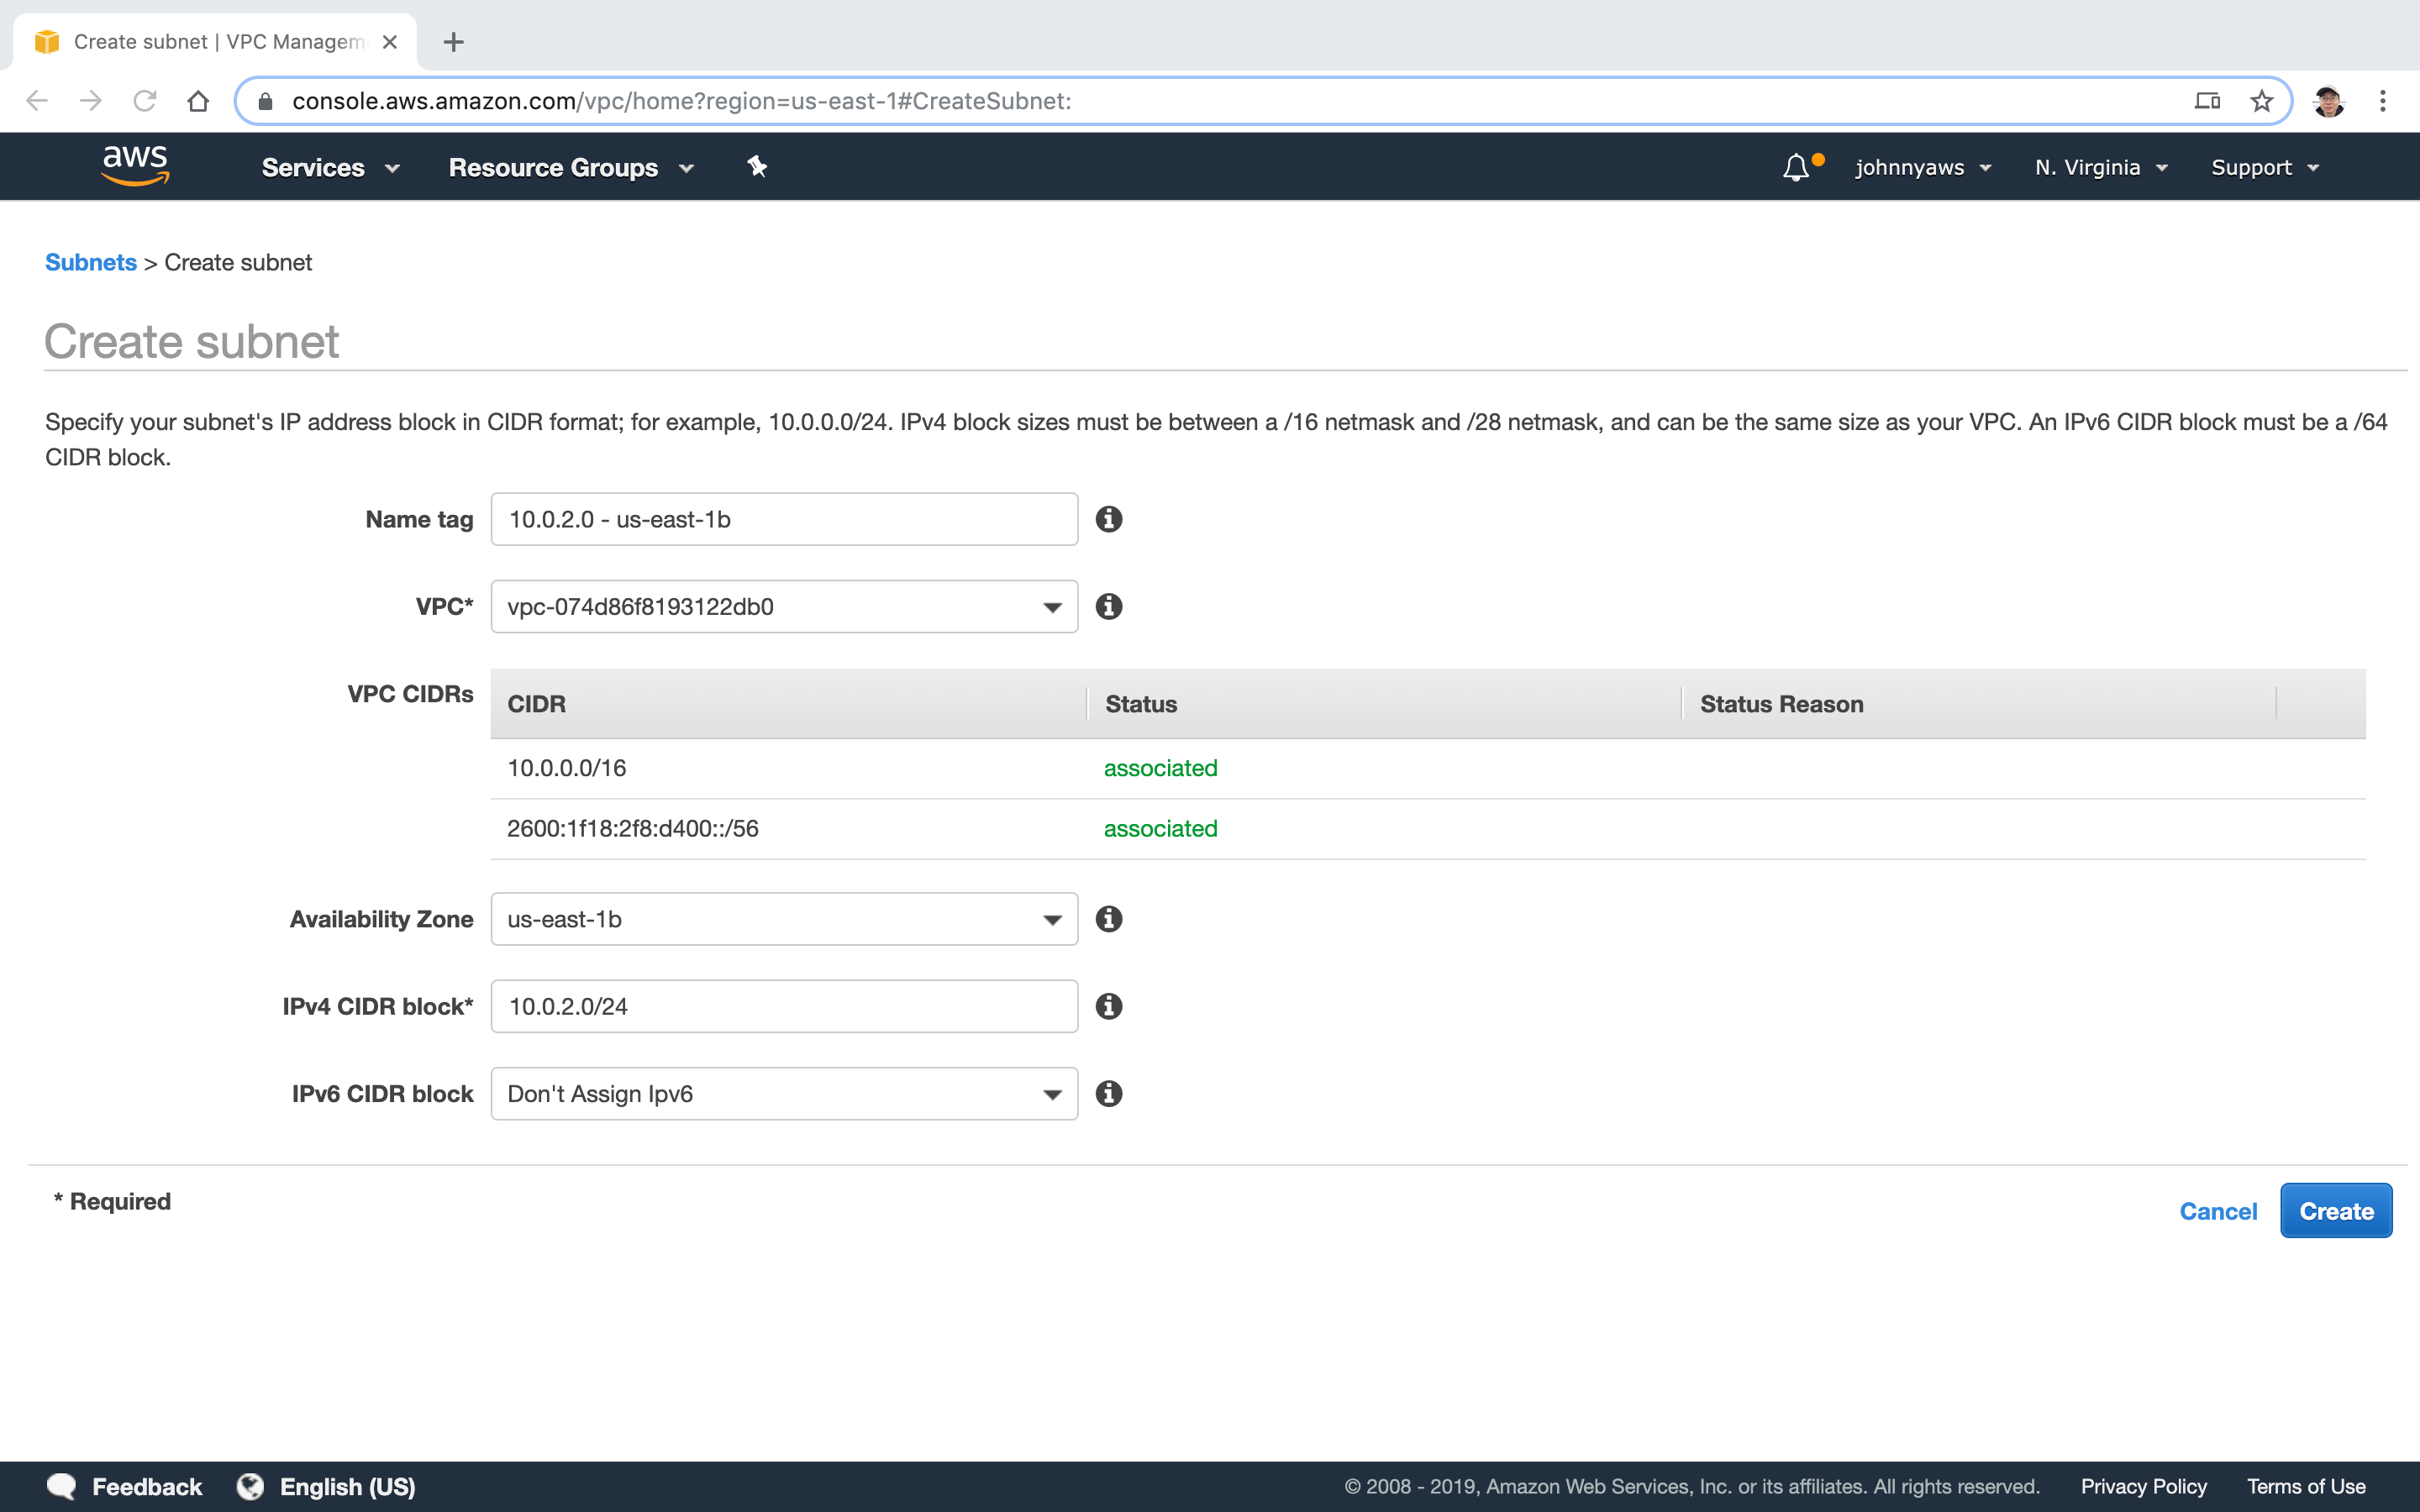 Create subnet | VPC Managem
console.aws.amazon.com/vpc/home?region=us-east-1#CreateSubnet:
aws Services Resource Groups johnnyaws N. Virginia Support
Subnets > Create subnet
Create subnet
Specify your subnet's IP address block in CIDR format; for example, 10.0.0.0/24. IPv4 block sizes must be between a /16 netmask and /28 netmask, and can be the same size as your VPC. An IPv6 CIDR block must be a /64
CIDR block.
Name tag 10.0.2.0 - us-east-1b
VPC* vpc-074d86f8193122db0
VPC CIDRs CIDR Status Status Reason
10.0.0.0/16 associated
2600:1f18:2f8:d400::/56 associated
Availability Zone us-east-1b
IPv4 CIDR block* 10.0.2.0/24
IPv6 CIDR block Don't Assign Ipv6
* Required Cancel Create
Feedback English (US) © 2008 - 2019, Amazon Web Services, Inc. or its affiliates. All rights reserved. Privacy Policy Terms of Use